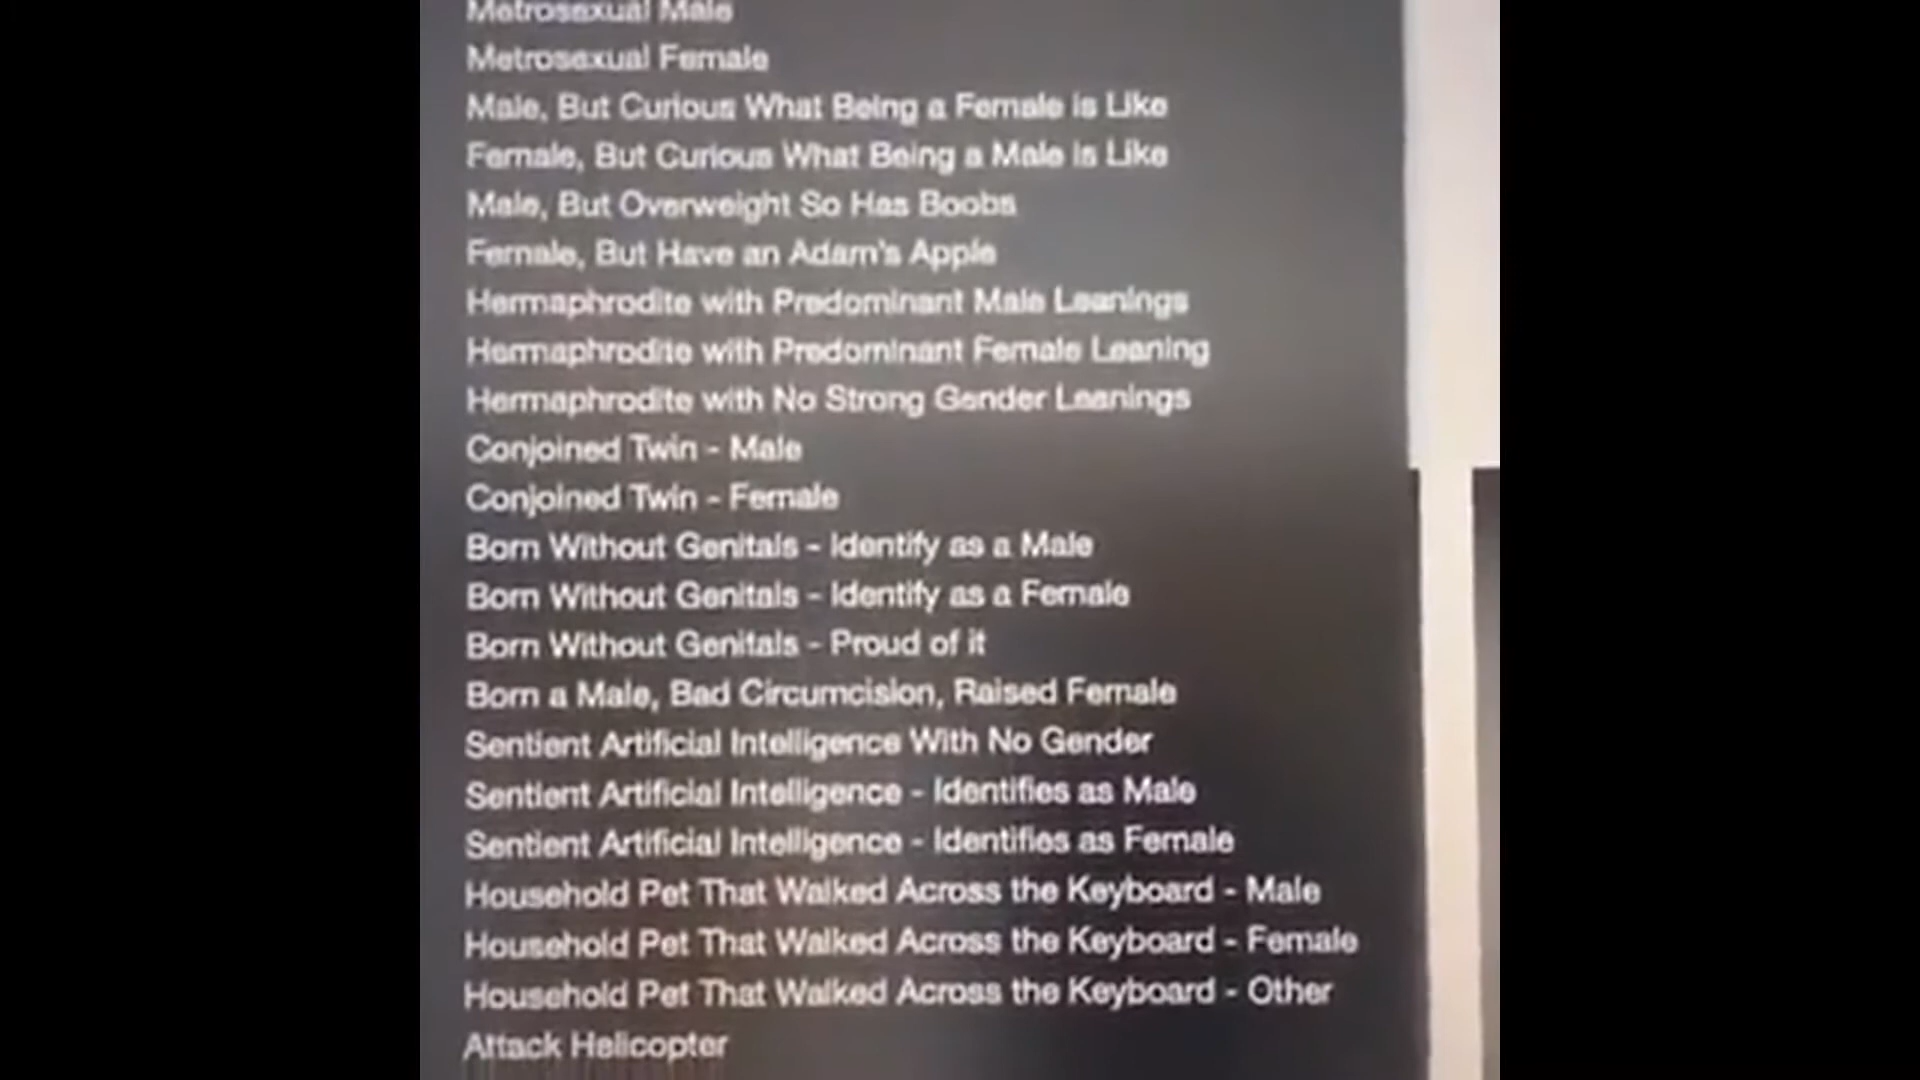 Metrosexual Male
Metrosexual Female
Male, But Curious What Being a Female is Like
Female, But Curious What Being a Male is Like
Male, But Overweight So Has Boobs
Female, But Have an Adam's Apple
Hermaphrodite with Predominant Male Leanings
Hermaphrodite with Predominant Female Leaning
Hermaphrodite with No Strong Gender Leanings
Conjoined Twin - Male
Conjoined Twin - Female
Born Without Genitals - Identify as a Male
Born Without Genitals - Identify as a Female
Born Without Genitals - Proud of it
Born a Male, Bad Circumcision, Raised Female
Sentient Artificial Intelligence With No Gender
Sentient Artificial Intelligence - Identifies as Male
Sentient Artificial Intelligence - Identifies as Female
Household Pet That Walked Across the Keyboard - Male
Household Pet That Walked Across the Keyboard - Female
Household Pet That Walked Across the Keyboard - Other
Attack Helicopter